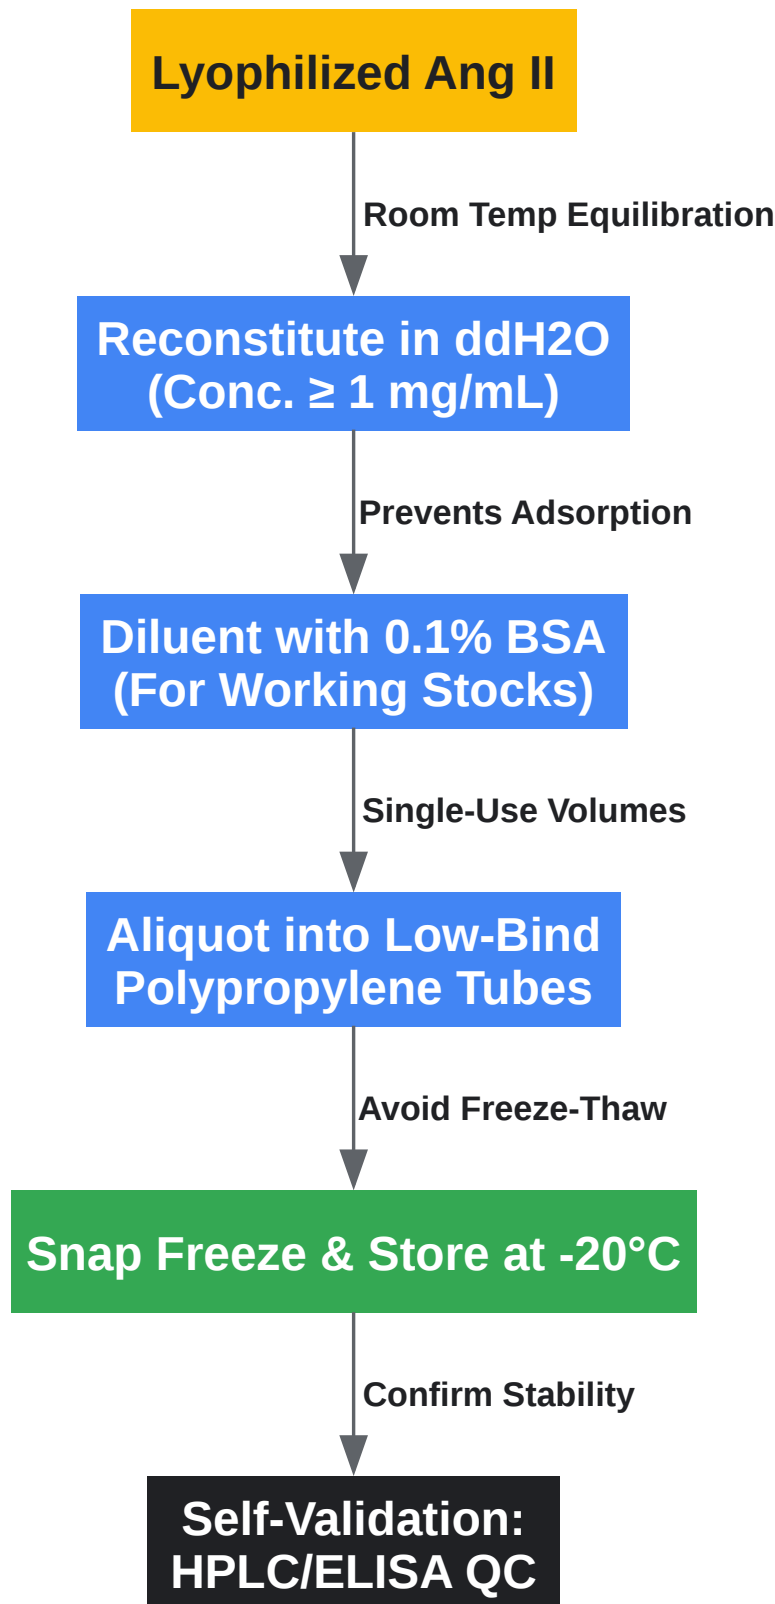 Lyophilized Ang II
Room Temp Equilibration
Reconstitute in ddH2O
(Conc. ≥ 1 mg/mL)
Prevents Adsorption
Diluent with 0.1% BSA
(For Working Stocks)
Single-Use Volumes
Aliquot into Low-Bind
Polypropylene Tubes
Avoid Freeze-Thaw
Snap Freeze & Store at -20°C
Confirm Stability
Self-Validation:
HPLC/ELISA QC